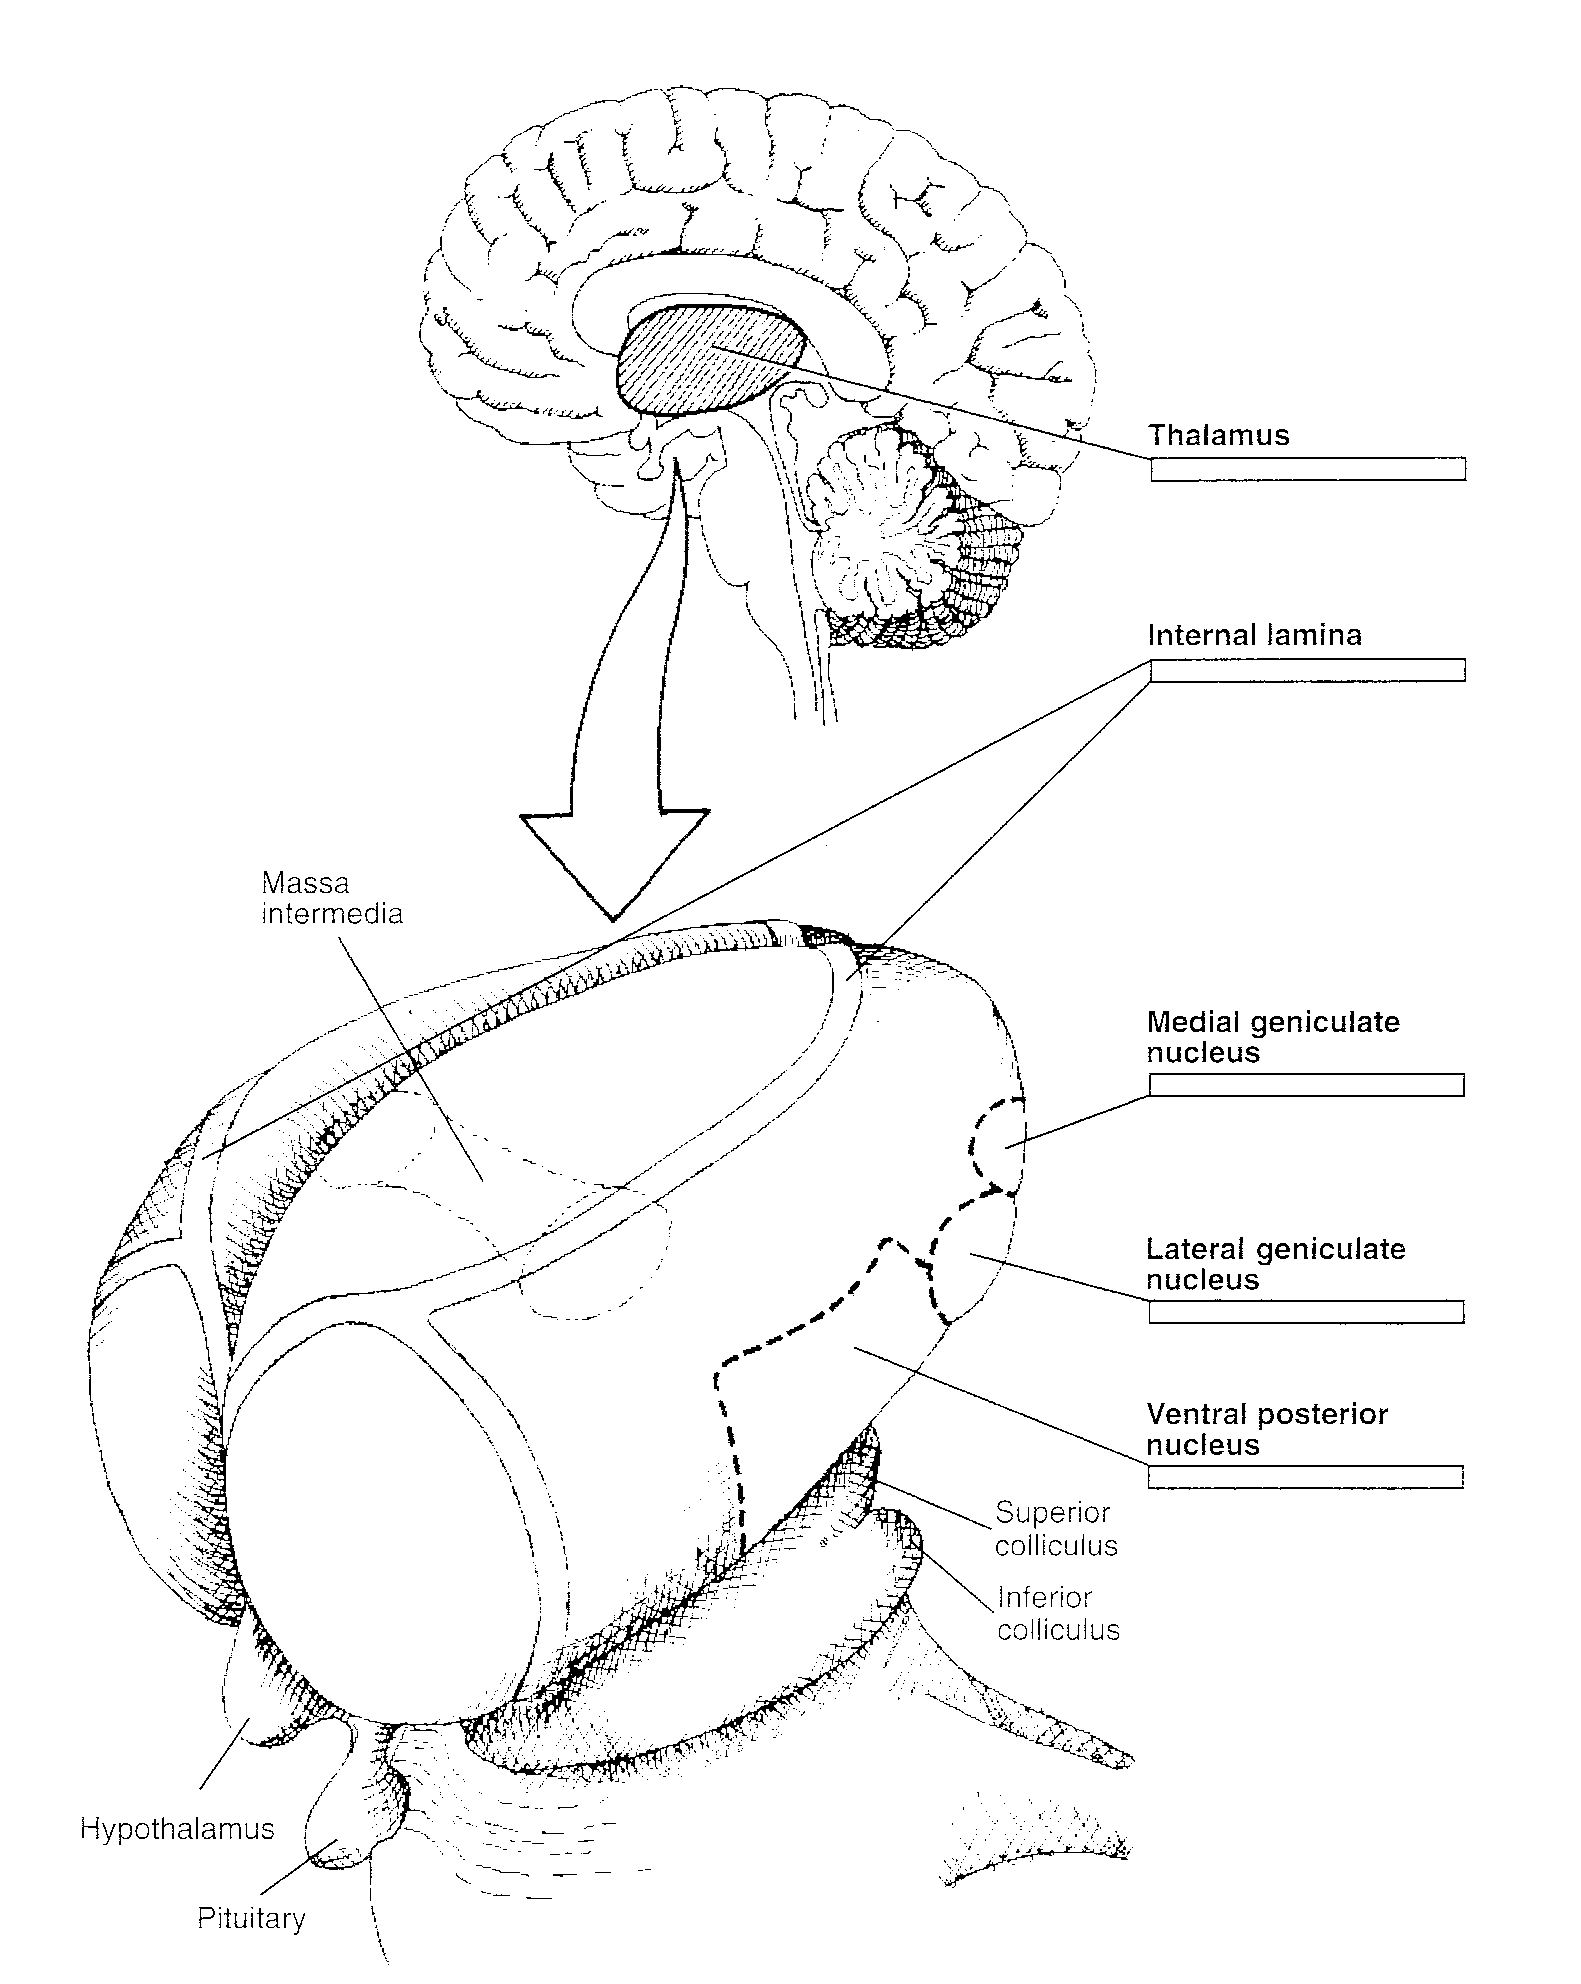 Thalamus
Internal lamina
Massa
intermedia
Medial geniculate
nucleus
Lateral geniculate
nucleus
Ventral posterior
nucleus
Superior
colliculus
Inferior
colliculus
Hypothalamus
Pituitary